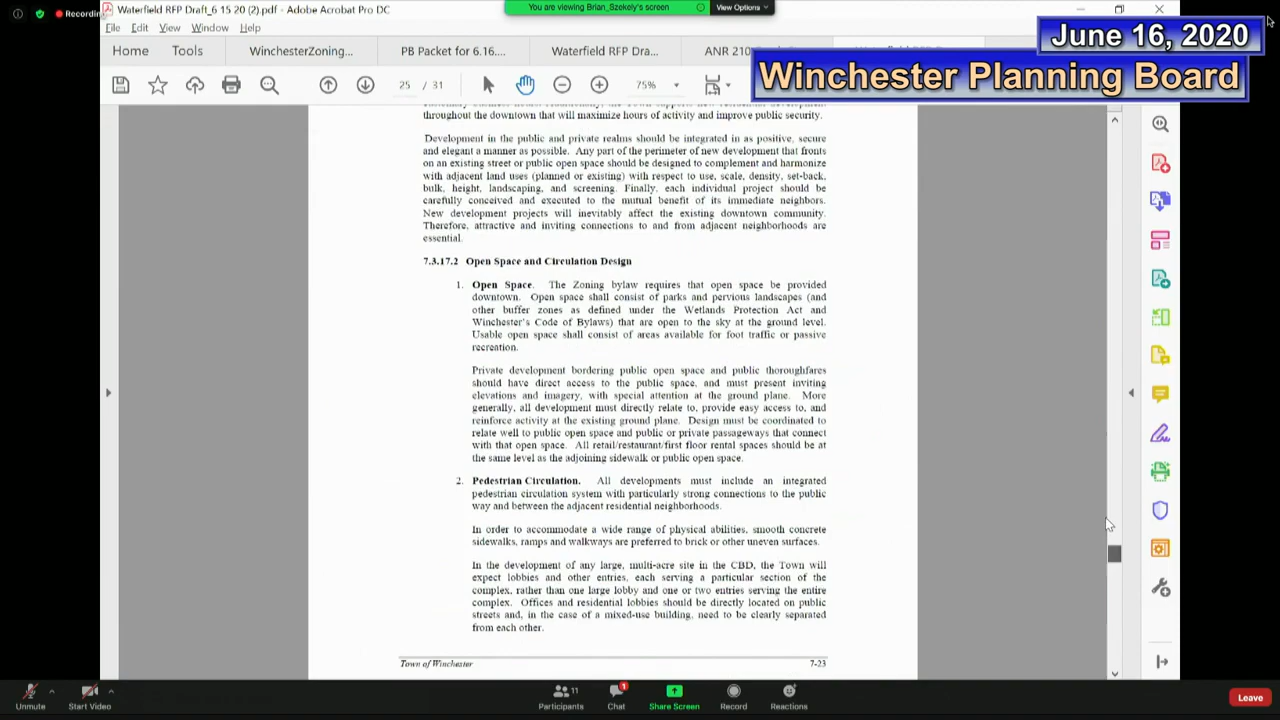 Recording
Waterfield RFP Draft_6 15 20 (2).pdf - Adobe Acrobat Pro DC
You are viewing Brian_Szekely's screen
View Options
June 16, 2020
Winchester Planning Board
File Edit View Window Help
Home Tools WinchesterZoning... PB Packet for 6.16.... Waterfield RFP Dra... ANR 210
25 / 31 75%
throughout the downtown that will maximize hours of activity and improve public security.
Development in the public and private realms should be integrated in as positive, secure
and elegant a manner as possible. Any part of the perimeter of new development that fronts
on an existing street or public open space should be designed to complement and harmonize
with adjacent land uses (planned or existing) with respect to use, scale, density, set-back,
bulk, height, landscaping, and screening. Finally, each individual project should be
carefully conceived and executed to the mutual benefit of its immediate neighbors.
New development projects will inevitably affect the existing downtown community.
Therefore, attractive and inviting connections to and from adjacent neighborhoods are
essential.
7.3.17.2 Open Space and Circulation Design
1. Open Space. The Zoning bylaw requires that open space be provided
downtown. Open space shall consist of parks and pervious landscapes (and
other buffer zones as defined under the Wetlands Protection Act and
Winchester's Code of Bylaws) that are open to the sky at the ground level.
Usable open space shall consist of areas available for foot traffic or passive
recreation.
Private development bordering public open space and public thoroughfares
should have direct access to the public space, and must present inviting
elevations and imagery, with special attention at the ground plane. More
generally, all development must directly relate to, provide easy access to, and
reinforce activity at the existing ground plane. Design must be coordinated to
relate well to public open space and public or private passageways that connect
with that open space. All retail/restaurant/first floor rental spaces should be at
the same level as the adjoining sidewalk or public open space.
2. Pedestrian Circulation. All developments must include an integrated
pedestrian circulation system with particularly strong connections to the public
way and between the adjacent residential neighborhoods.
In order to accommodate a wide range of physical abilities, smooth concrete
sidewalks, ramps and walkways are preferred to brick or other uneven surfaces.
In the development of any large, multi-acre site in the CBD, the Town will
expect lobbies and other entries, each serving a particular section of the
complex, rather than one large lobby and one or two entries serving the entire
complex. Offices and residential lobbies should be directly located on public
streets and, in the case of a mixed-use building, need to be clearly separated
from each other.
Town of Winchester 7-23
Unmute Start Video Participants 11 Chat 1 Share Screen Record Reactions Leave